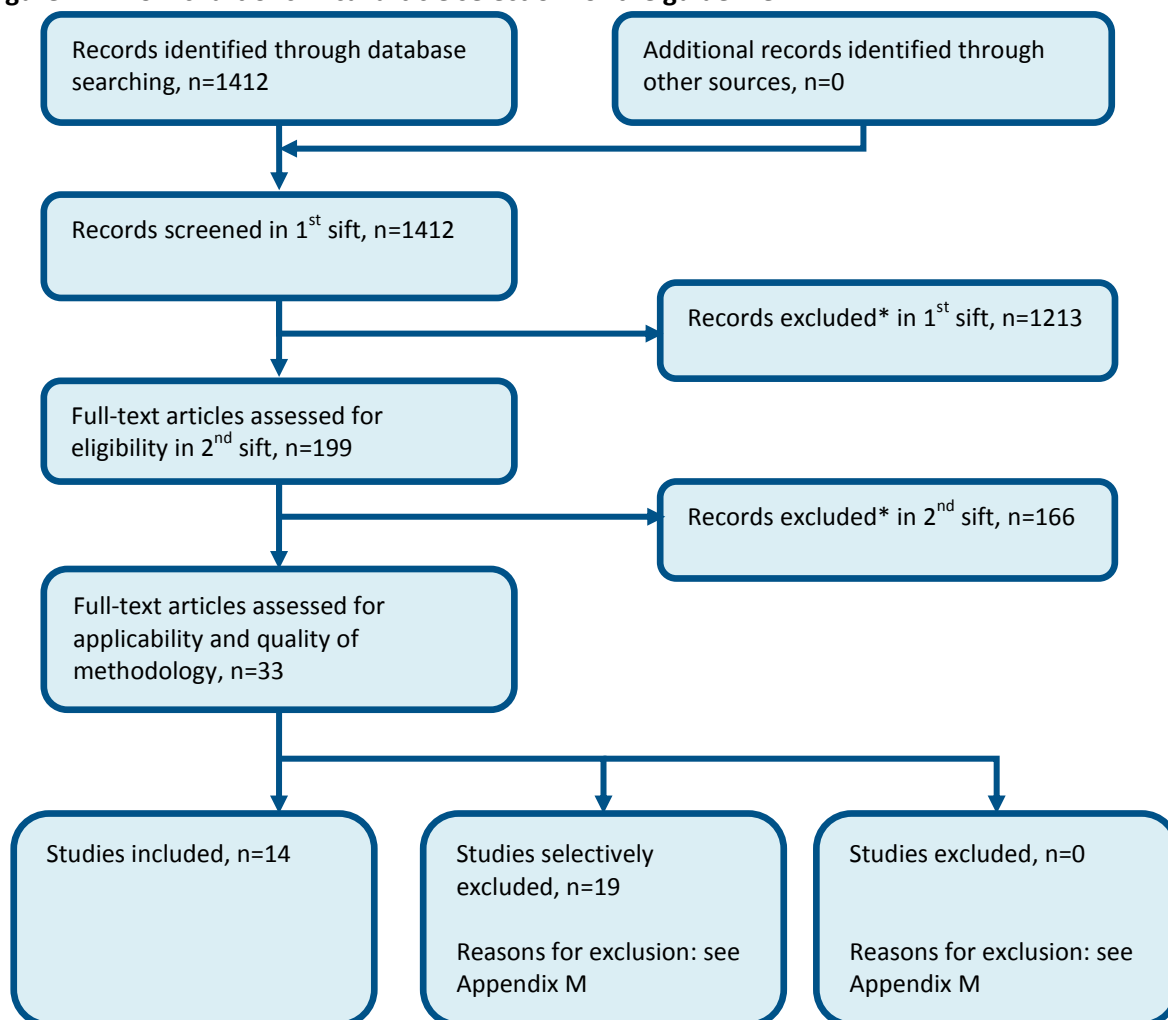 Records identified through database
searching, n=1412
Additional records identified through
other sources, n=0
Records screened in 1st sift, n=1412
Records excluded* in 1st sift, n=1213
Full-text articles assessed for
eligibility in 2nd sift, n=199
Records excluded* in 2nd sift, n=166
Full-text articles assessed for
applicability and quality of
methodology, n=33
Studies included, n=14
Studies selectively
excluded, n=19
Reasons for exclusion: see
Appendix M
Studies excluded, n=0
Reasons for exclusion: see
Appendix M